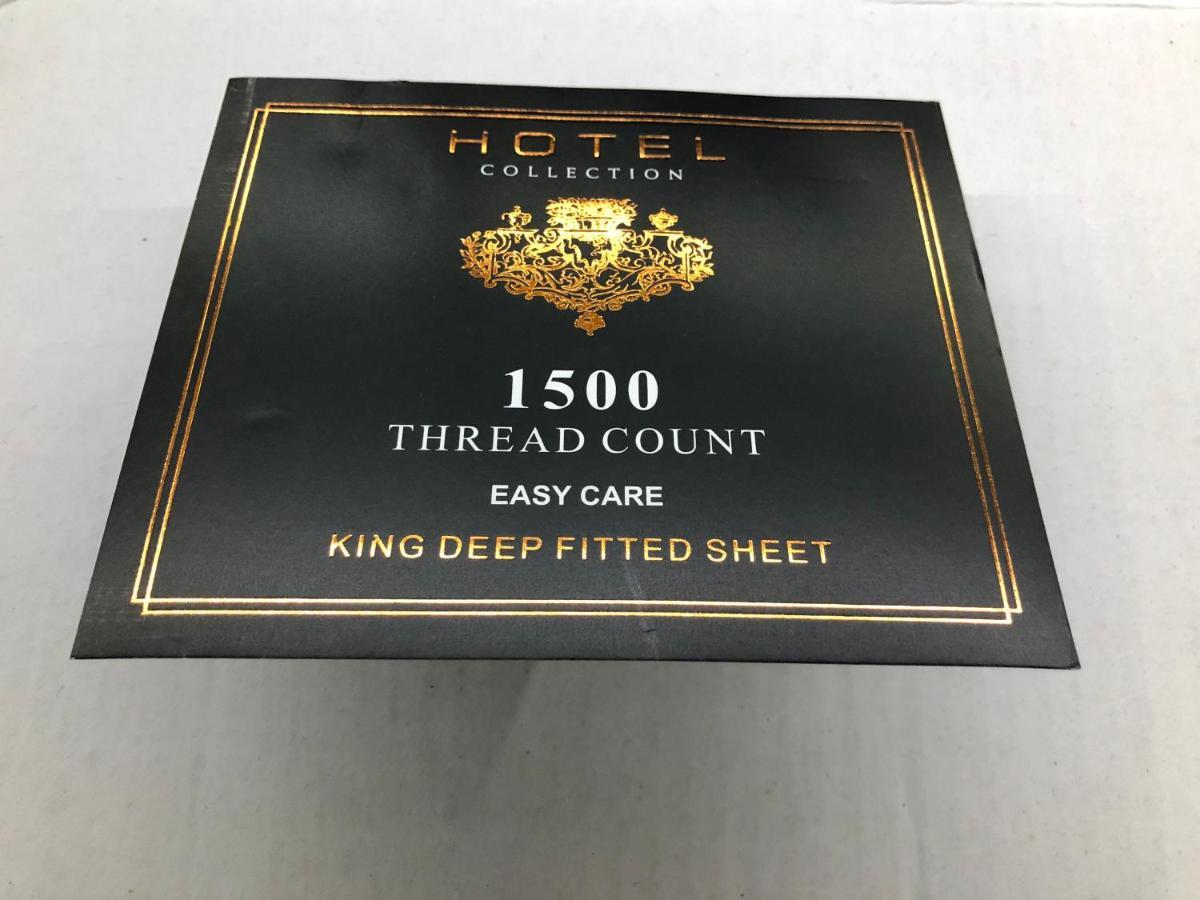 HOTEL
COLLECTION
1500
THREAD COUNT
EASY CARE
KING DEEP FITTED SHEET